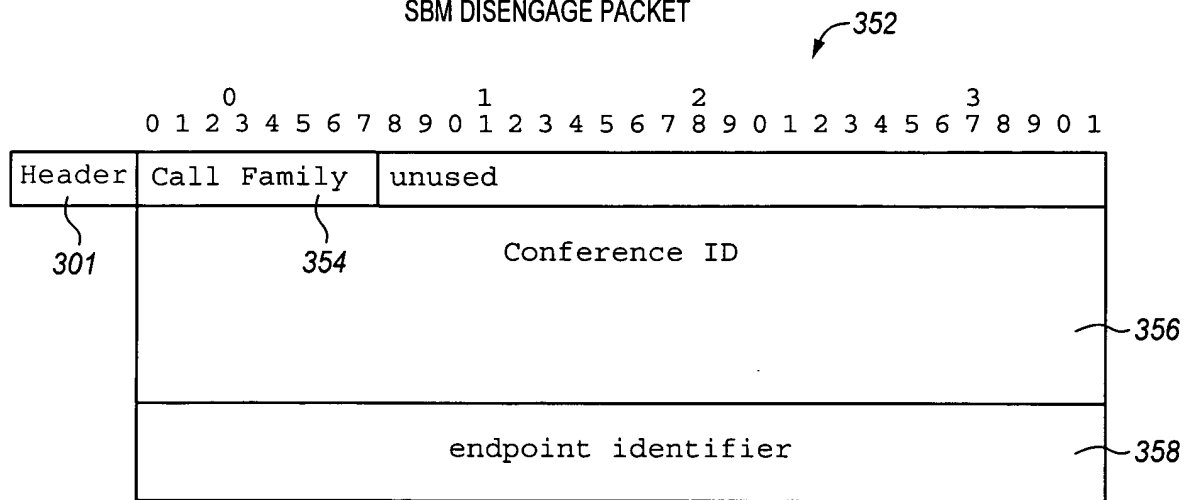 SBM DISENGAGE PACKET
352
0 1 2 3
0 1 2 3 4 5 6 7 8 9 0 1 2 3 4 5 6 7 8 9 0 1 2 3 4 5 6 7 8 9 0 1
Header Call Family unused
301 354 Conference ID
356
endpoint identifier 358